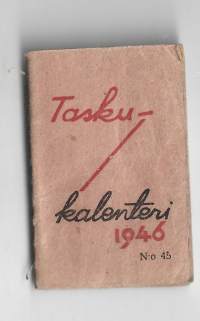 Tasku-
kalenteri
1946
N:o 45